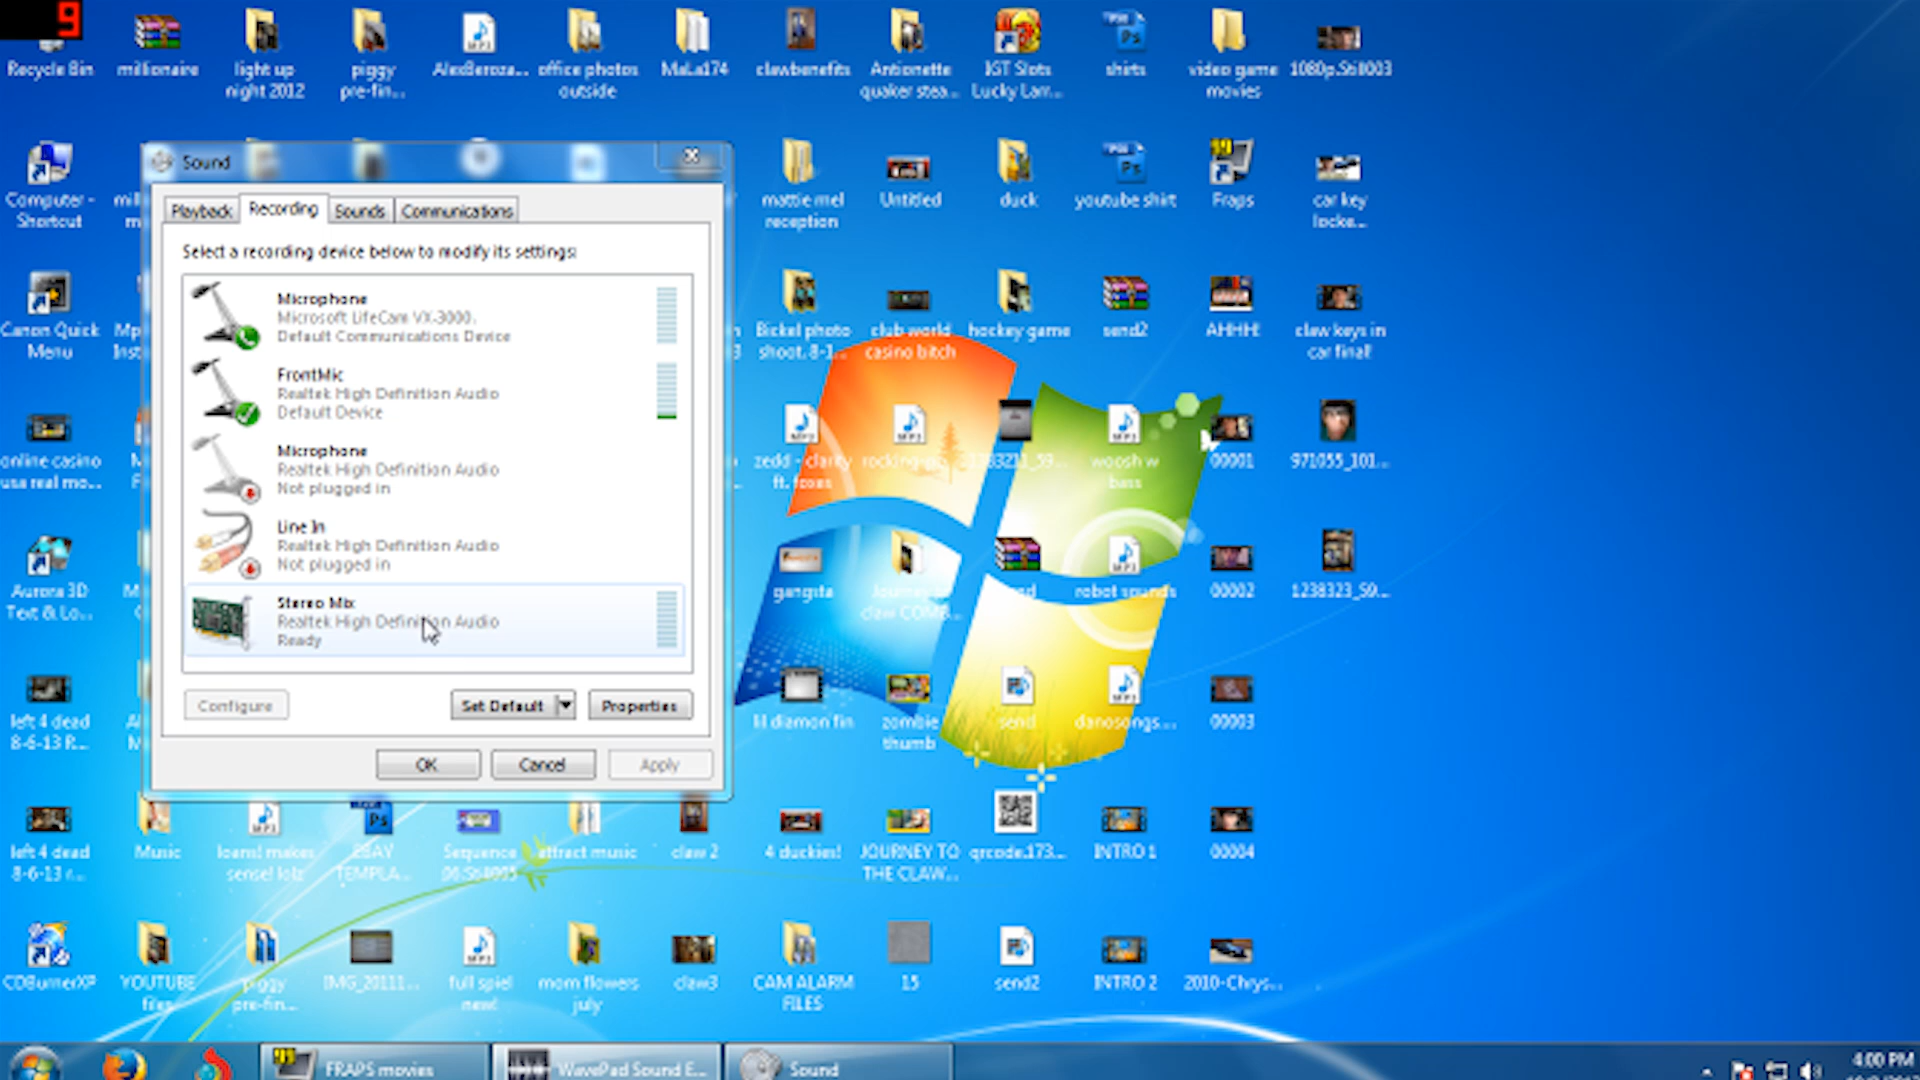 9
Recycle Bin
millionaire
light up
night 2012
piggy
pre-fin...
office photos
outside
MaLa174
clawbenefits
Antionette
quaker stea...
IGT Slots
Lucky Larr...
shirts
video game
movies
1080p.Still003
Computer -
Shortcut
mattie mel
reception
Untitled
duck
youtube shirt
Fraps
car key
locke...
Sound
Playback
Recording
Sounds
Communications
Select a recording device below to modify its settings:
Microphone
Microsoft LifeCam VX-3000.
Default Communications Device
FrontMic
Realtek High Definition Audio
Default Device
Microphone
Realtek High Definition Audio
Not plugged in
Line In
Realtek High Definition Audio
Not plugged in
Stereo Mix
Realtek High Definition Audio
Ready
Configure
Set Default
Properties
OK
Cancel
Apply
Canon Quick
Menu
Bickel photo
shoot. 8-1...
club world
casino bitch
hockey game
send2
AHHH!
claw keys in
car final!
online casino
usa real mo...
zedd - clarity
ft. foxes
woosh w
bass
00001
971055_101...
Aurora 3D
Text & Lo...
gangsta
robot sounds
00002
1238323_59...
left 4 dead
8-6-13 R...
lil diamon fin
zombie
thumb
send
danosongs...
00003
left 4 dead
8-6-13 r...
Music
loans! makes
sense! lolz
EBAY
TEMPLA...
Sequence
06.Still005
attract music
claw 2
4 duckies!
JOURNEY TO
THE CLAW...
qrcode.173...
INTRO 1
00004
CDBurnerXP
YOUTUBE
files
piggy
pre-fin...
IMG_20111...
full spiel
new!
mom flowers
july
claw3
CAM ALARM
FILES
15
send2
INTRO 2
2010-Chrys...
FRAPS movies
WavePad Sound E...
Sound
4:00 PM